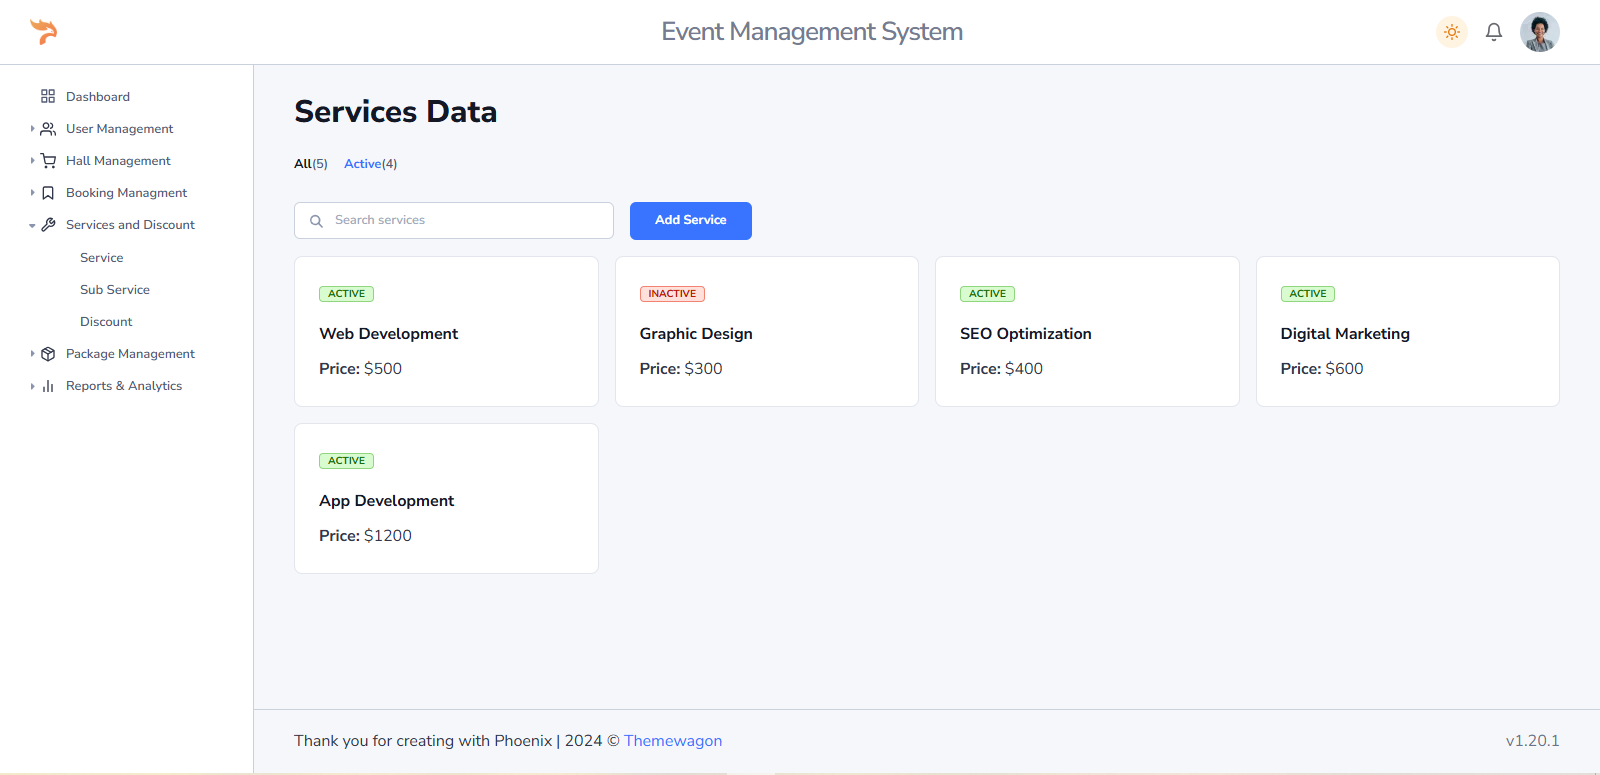 Event Management System
Dashboard
User Management
Hall Management
Booking Managment
Services and Discount
Service
Sub Service
Discount
Package Management
Reports & Analytics
Services Data
All(5) Active(4)
Search services
Add Service
ACTIVE
Web Development
Price: $500
INACTIVE
Graphic Design
Price: $300
ACTIVE
SEO Optimization
Price: $400
ACTIVE
Digital Marketing
Price: $600
ACTIVE
App Development
Price: $1200
Thank you for creating with Phoenix | 2024 © Themewagon
v1.20.1